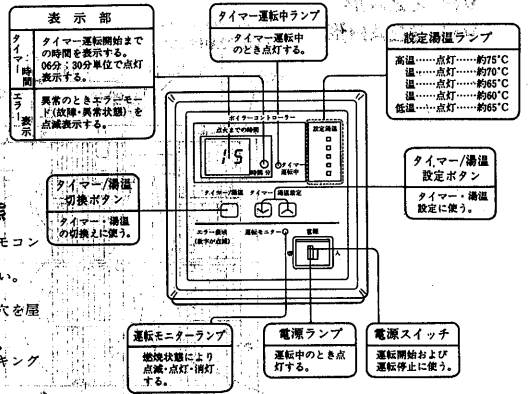 表示部
タイマー時間
タイマー運転開始まで
の時間を表示する。
06分；30分単位で点灯
表示する。
エラー表示
異常のときエラーモー
ド(故障・異常状態)を
点滅表示する。
タイマー運転中ランプ
タイマー運転中
のとき点灯する。
設定湯温ランプ
高温……点灯……約75°C
温……点灯……約70°C
温……点灯……約65°C
温……点灯……約60°C
低温……点灯……約65°C
ボイラーコントローラー
点火までの時間
設定湯温
15
時間 分
タイマー
運転中
タイマー/湯温
タイマー/湯温設定
エラー表示
(数字が点滅)
運転モニター
電源
切
入
タイマー/湯温
切換ボタン
タイマー・湯温
の切換えに使う。
タイマー/湯温
設定ボタン
タイマー・湯温
設定に使う。
モコン
い。
穴を屋
キング
運転モニターランプ
燃焼状態により
点滅・点灯・消灯
する。
電源ランプ
運転中のとき点
灯する。
電源スイッチ
運転開始および
運転停止に使う。